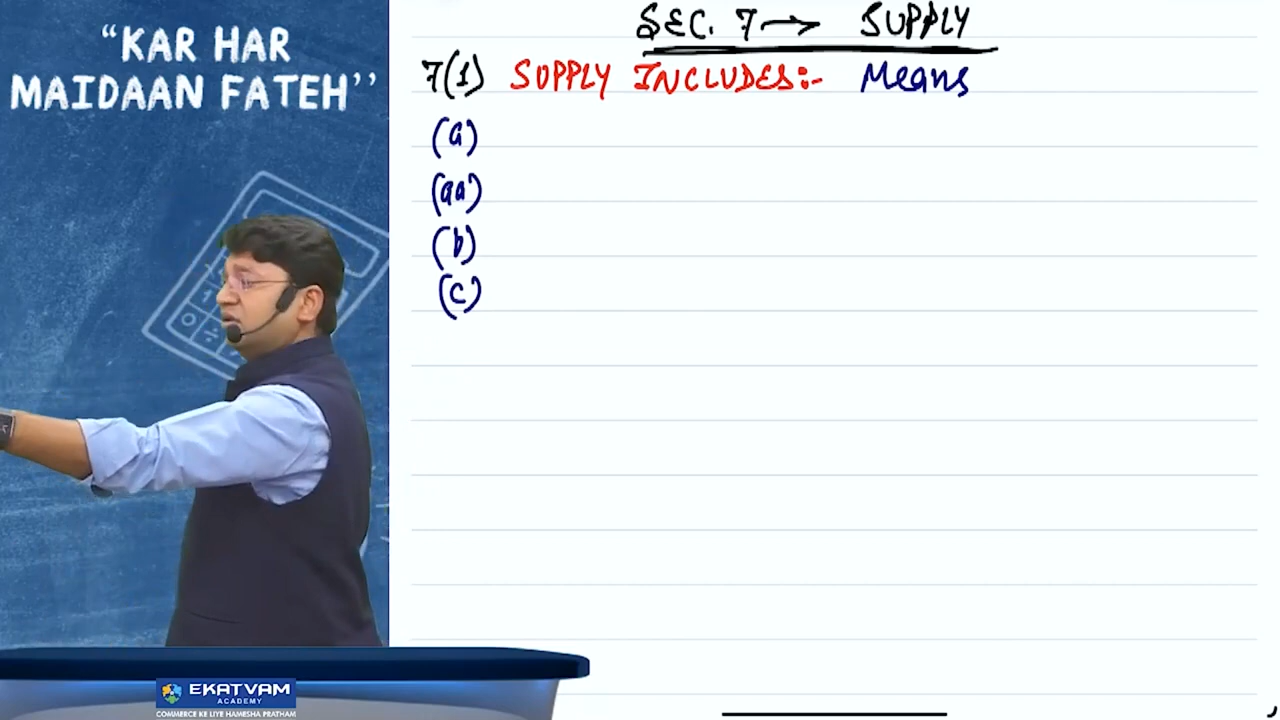 “KAR HAR
MAIDAAN FATEH’’
SEC. 7 → SUPPLY
7(1) SUPPLY INCLUDES:- Means
(a)
(aa)
(b)
(c)
EKATVAM
ACADEMY
COMMERCE KE LIYE HAMESHA PRATHAM